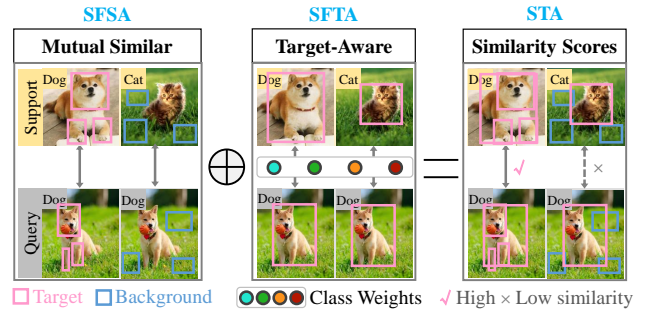 SFSA SFTA STA
Mutual Similar Target-Aware Similarity Scores
Support
Dog Cat Dog Cat Dog Cat
√ ×
Query
Dog Dog Dog Dog Dog Dog
Target Background Class Weights √ High × Low similarity